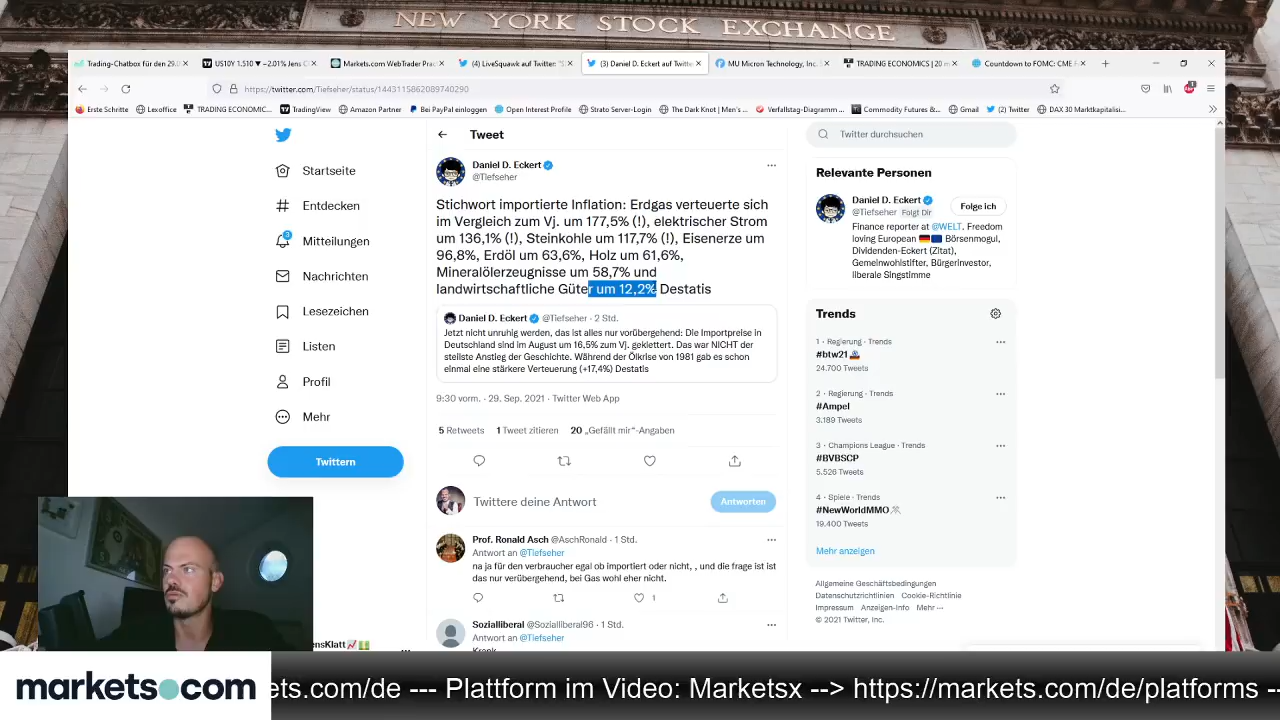 NEW YORK STOCK EXCHANGE
Trading-Chatbox für den 29.0
US10Y 1.510 ▼ −2.01% Jens C
Markets.com WebTrader Prac
(4) LiveSquawk auf Twitter: "S
(3) Daniel D. Eckert auf Twitte
MU Micron Technology, Inc.
TRADING ECONOMICS | 20 m
Countdown to FOMC: CME F
https://twitter.com/Tiefseher/status/1443115862089740290
Erste Schritte
Lexoffice
TRADING ECONOMIC...
TradingView
Amazon Partner
Bei PayPal einloggen
Open Interest Profile
Strato Server-Login
The Dark Knot | Men's ...
Verfallstag-Diagramm ...
Commodity Futures &...
Gmail
(2) Twitter
DAX 30 Marktkapitalisi...
Tweet
Twitter durchsuchen
Startseite
Entdecken
3
Mitteilungen
Nachrichten
Lesezeichen
Listen
Profil
Mehr
Twittern
Daniel D. Eckert
@Tiefseher
Stichwort importierte Inflation: Erdgas verteuerte sich
im Vergleich zum Vj. um 177,5% (!), elektrischer Strom
um 136,1% (!), Steinkohle um 117,7% (!), Eisenerze um
96,8%, Erdöl um 63,6%, Holz um 61,6%,
Mineralölerzeugnisse um 58,7% und
landwirtschaftliche Güter um 12,2% Destatis
Daniel D. Eckert @Tiefseher · 2 Std.
Jetzt nicht unruhig werden, das ist alles nur vorübergehend: Die Importpreise in
Deutschland sind im August um 16,5% zum Vj. geklettert. Das war NICHT der
steilste Anstieg der Geschichte. Während der Ölkrise von 1981 gab es schon
einmal eine stärkere Verteuerung (+17,4%) Destatis
9:30 vorm. · 29. Sep. 2021 · Twitter Web App
5 Retweets 1 Tweet zitieren 20 „Gefällt mir“-Angaben
Twittere deine Antwort
Antworten
Prof. Ronald Asch @AschRonald · 1 Std.
Antwort an @Tiefseher
na ja für den verbraucher egal ob importiert oder nicht, , und die frage ist ist
das nur verübergehend, bei Gas wohl eher nicht.
1
Sozialliberal @Sozialliberal96 · 1 Std.
Antwort an @Tiefseher
Krank
Relevante Personen
Daniel D. Eckert
@Tiefseher Folgt Dir
Folge ich
Finance reporter at @WELT. Freedom
loving European Börsenmogul,
Dividenden-Eckert (Zitat),
Gemeinwohlstifter, Bürgerinvestor,
liberale Singstimme
Trends
1 · Regierung · Trends
#btw21
24.700 Tweets
2 · Regierung · Trends
#Ampel
3.189 Tweets
3 · Champions League · Trends
#BVBSCP
5.526 Tweets
4 · Spiele · Trends
#NewWorldMMO
19.400 Tweets
Mehr anzeigen
Allgemeine Geschäftsbedingungen
Datenschutzrichtlinien Cookie-Richtlinie
Impressum Anzeigen-Info Mehr ···
© 2021 Twitter, Inc.
ensKlatt
markets.com
ets.com/de --- Plattform im Video: Marketsx --> https://markets.com/de/platforms --